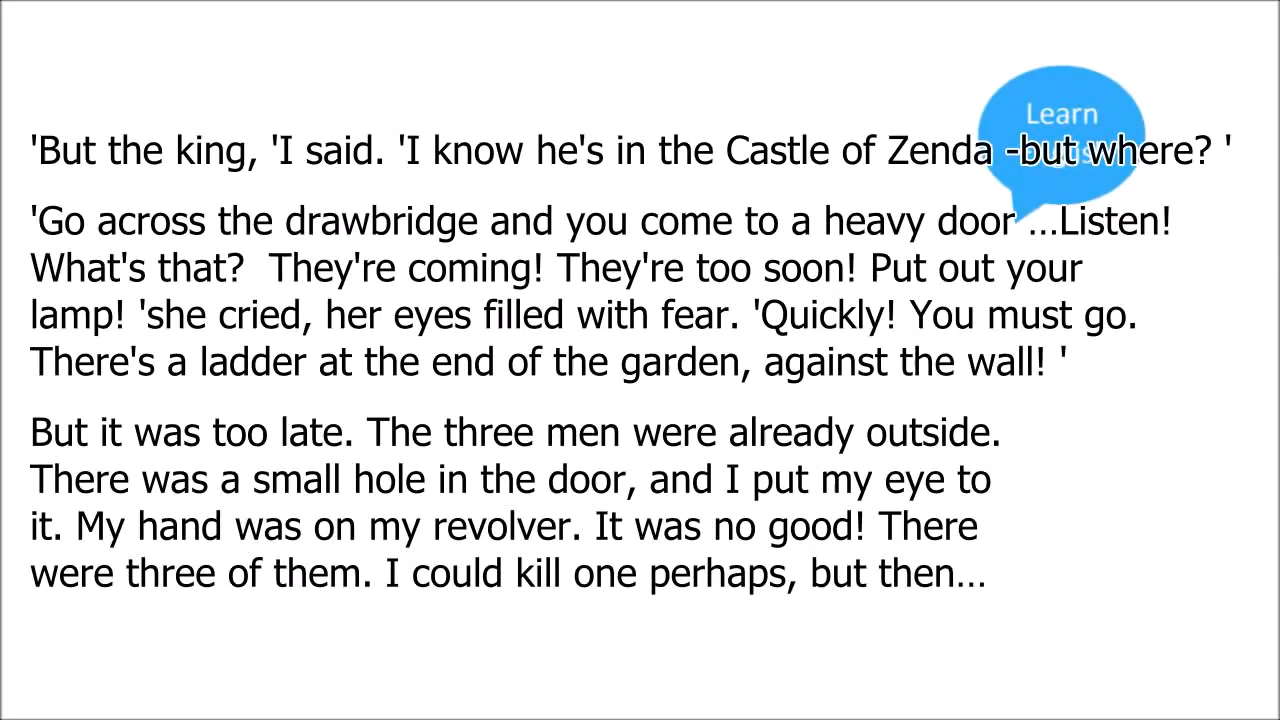 Learn
'But the king, 'I said. 'I know he's in the Castle of Zenda -but where? '
'Go across the drawbridge and you come to a heavy door ...Listen!
What's that?  They're coming! They're too soon! Put out your
lamp! 'she cried, her eyes filled with fear. 'Quickly! You must go.
There's a ladder at the end of the garden, against the wall! '
But it was too late. The three men were already outside.
There was a small hole in the door, and I put my eye to
it. My hand was on my revolver. It was no good! There
were three of them. I could kill one perhaps, but then...